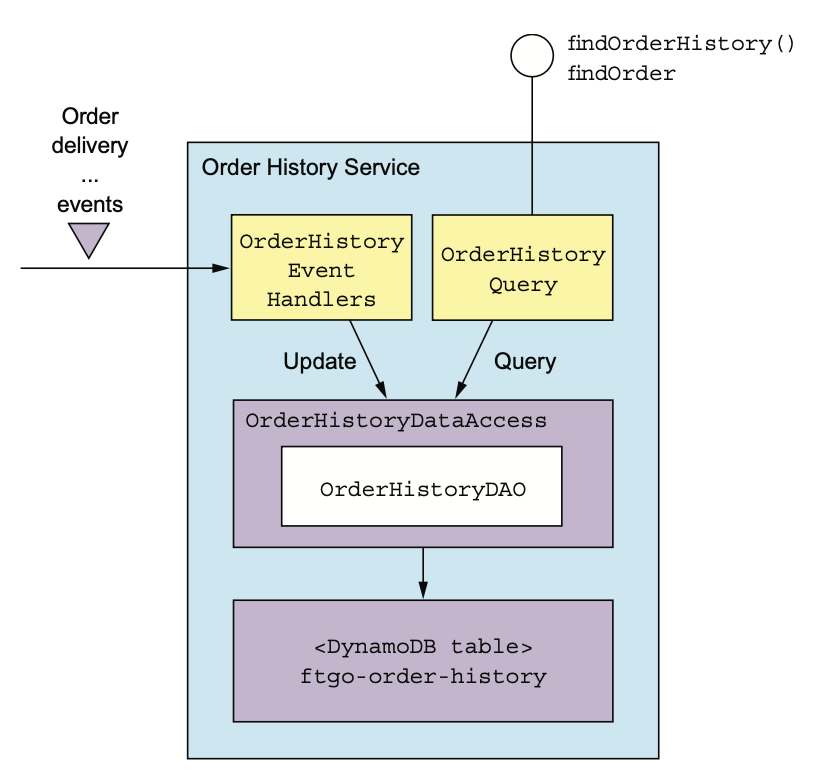 findOrderHistory()
findOrder
Order
delivery
...
events
Order History Service
OrderHistory
Event
Handlers
OrderHistory
Query
Update
Query
OrderHistoryDataAccess
OrderHistoryDAO
<DynamoDB table>
ftgo-order-history